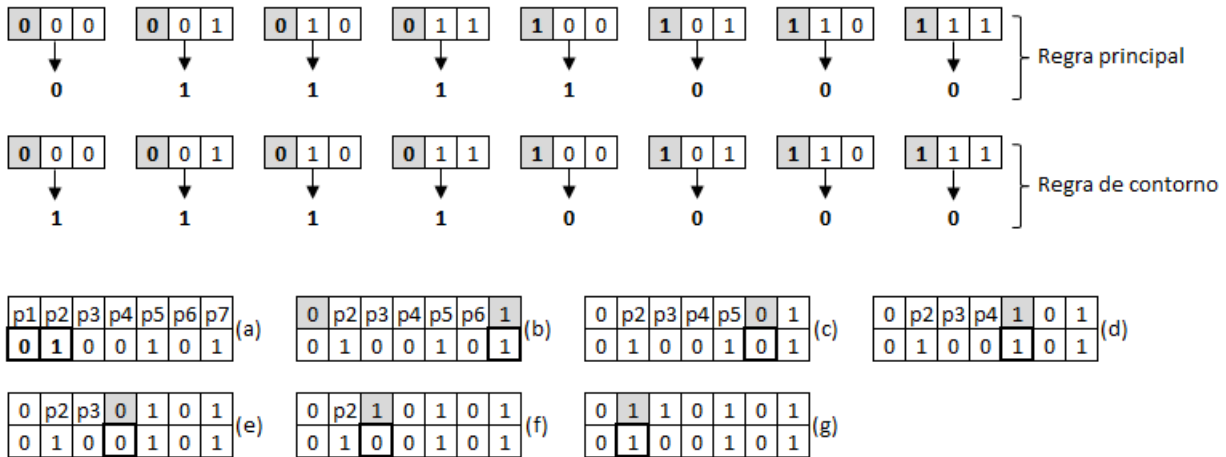 0 0 0 0 0 1 0 1 0 0 1 1 1 0 0 1 0 1 1 1 0 1 1 1
Regra principal
0 1 1 1 1 0 0 0
0 0 0 0 0 1 0 1 0 0 1 1 1 0 0 1 0 1 1 1 0 1 1 1
Regra de contorno
1 1 1 1 0 0 0 0
p1 p2 p3 p4 p5 p6 p7
0 1 0 0 1 0 1
(a)
0 p2 p3 p4 p5 p6 1
0 1 0 0 1 0 1
(b)
0 p2 p3 p4 p5 0 1
0 1 0 0 1 0 1
(c)
0 p2 p3 p4 1 0 1
0 1 0 0 1 0 1
(d)
0 p2 p3 0 1 0 1
0 1 0 0 1 0 1
(e)
0 p2 1 0 1 0 1
0 1 0 0 1 0 1
(f)
0 1 1 0 1 0 1
0 1 0 0 1 0 1
(g)